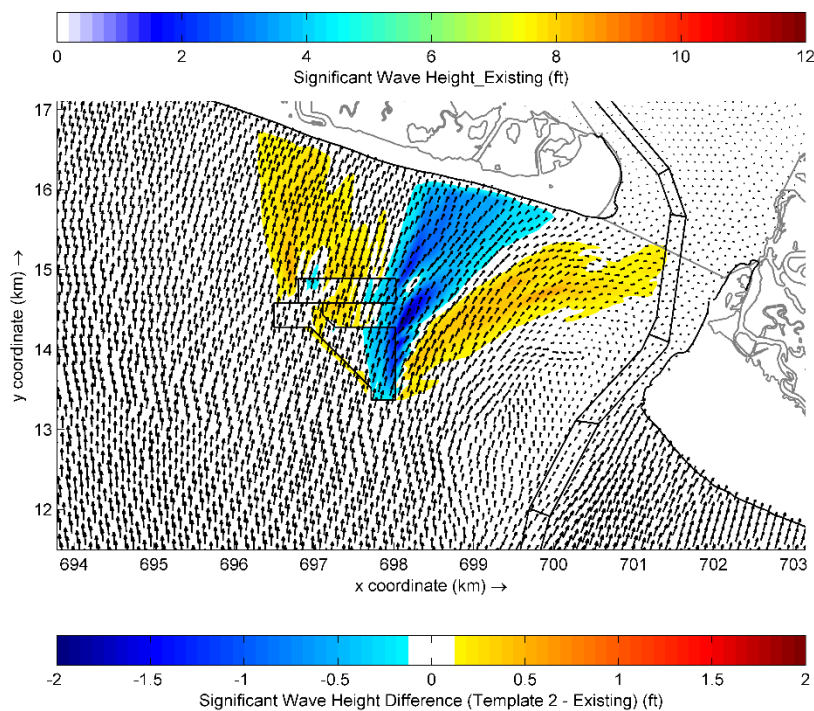 0 2 4 6 8 10 12
Significant Wave Height_Existing (ft)
17
16
15
14
13
12
y coordinate (km) →
694 695 696 697 698 699 700 701 702 703
x coordinate (km) →
-2 -1.5 -1 -0.5 0 0.5 1 1.5 2
Significant Wave Height Difference (Template 2 - Existing) (ft)